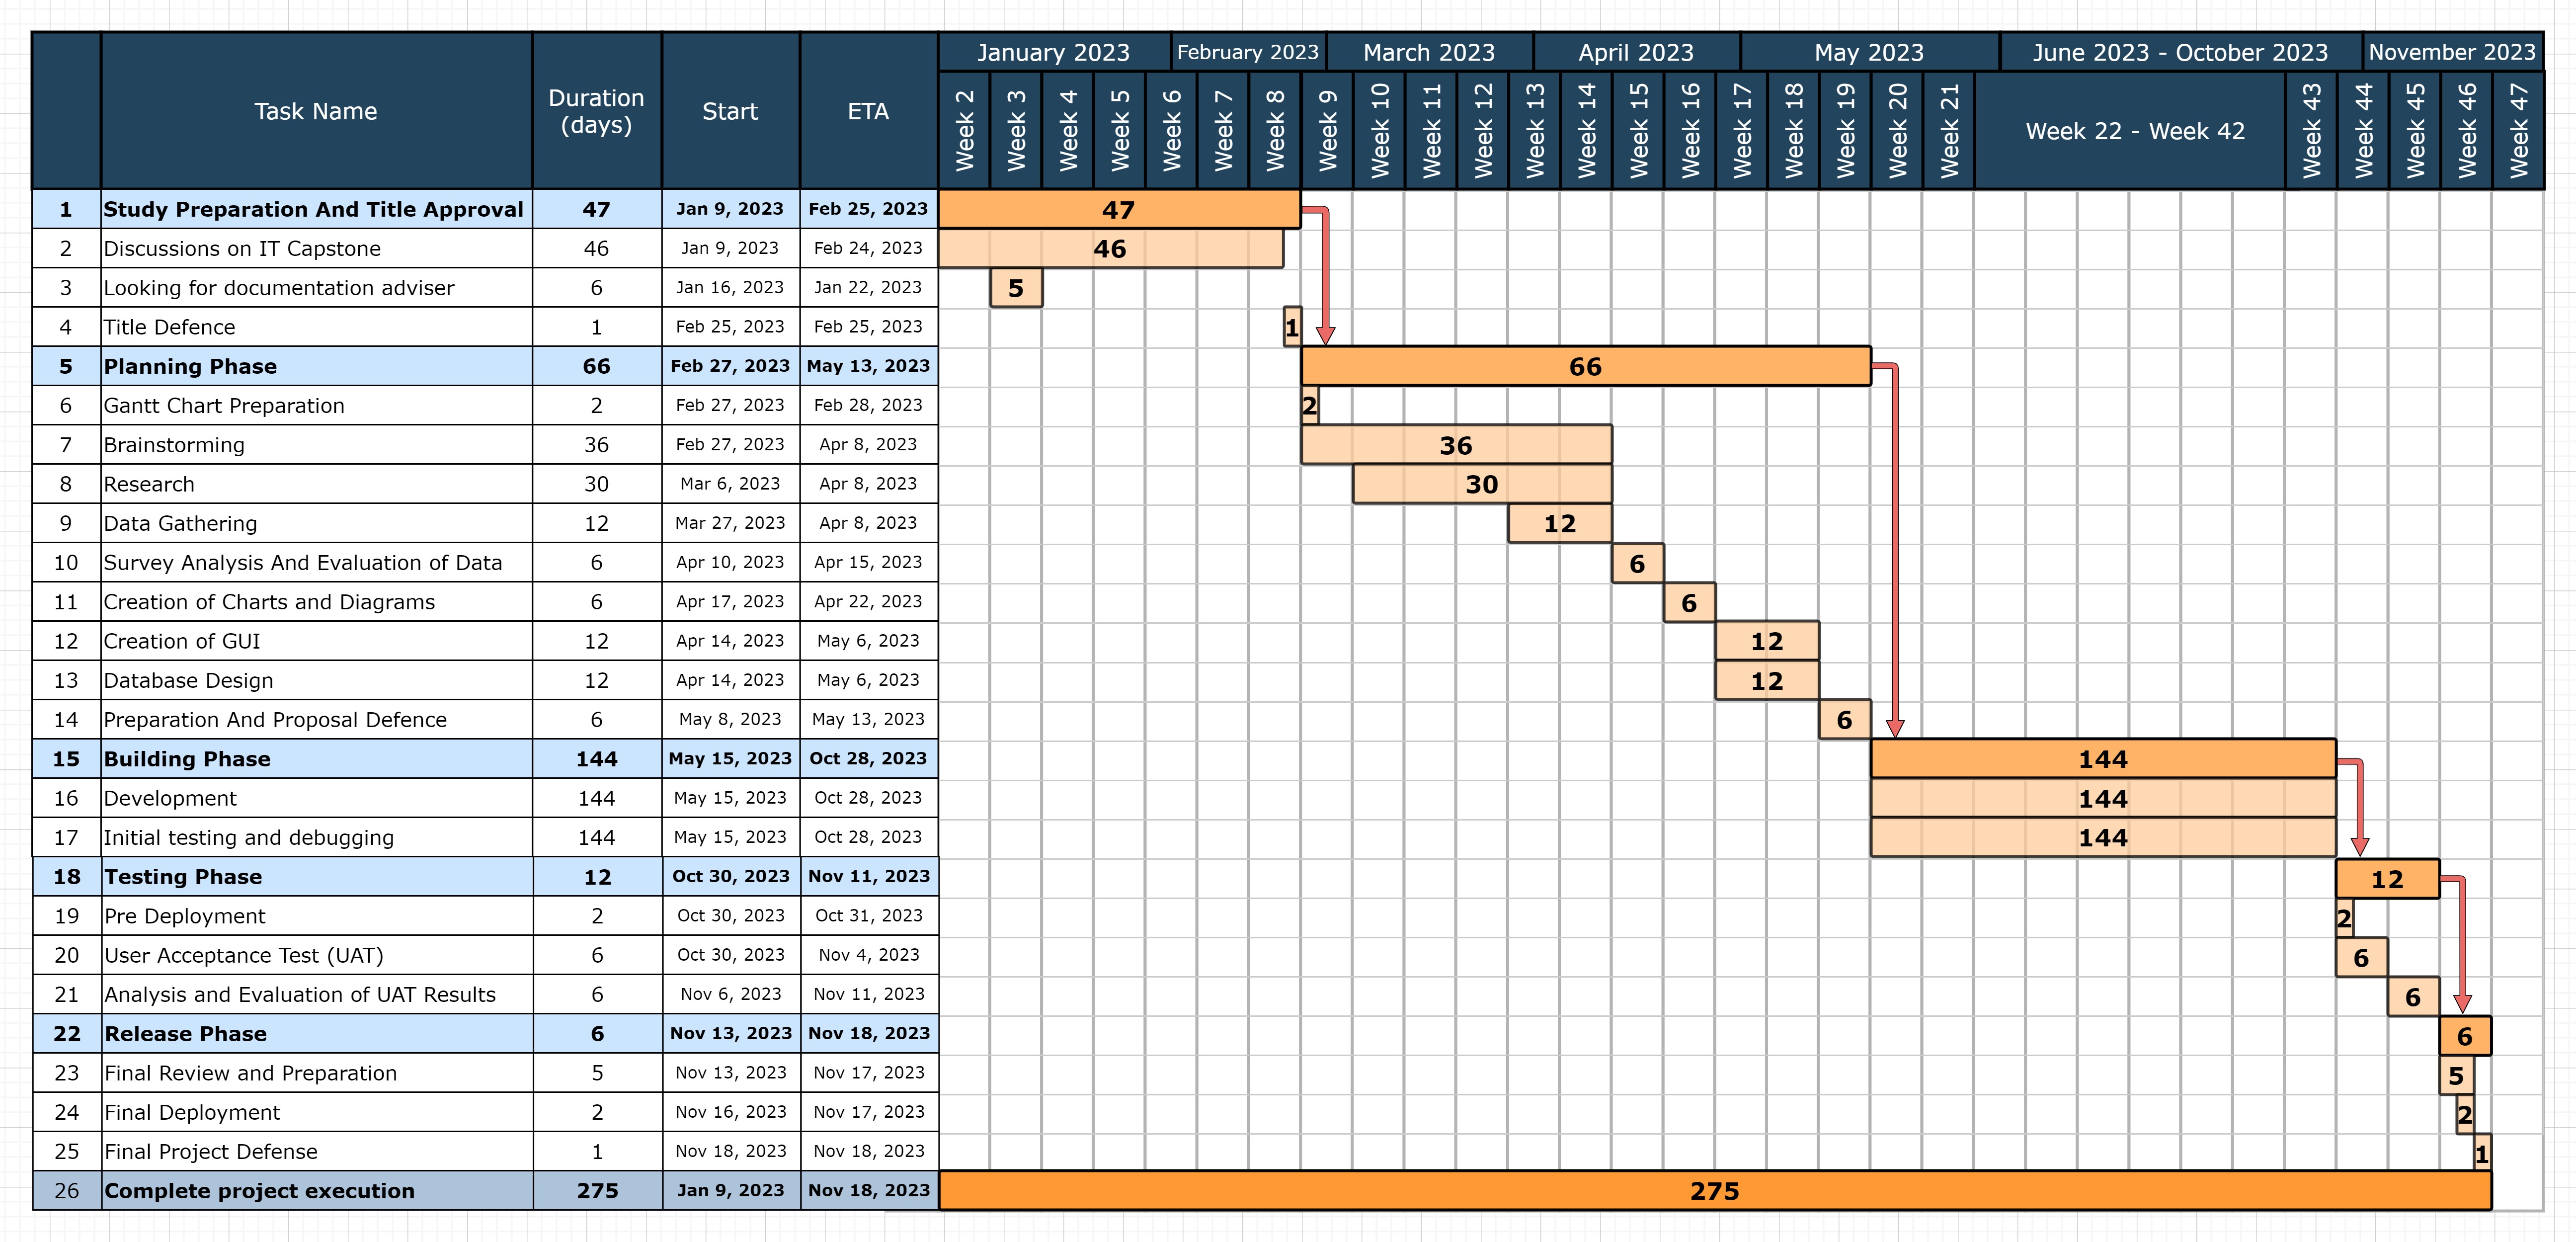 January 2023 February 2023 March 2023 April 2023 May 2023 June 2023 - October 2023 November 2023
Task Name Duration (days) Start ETA Week 2 Week 3 Week 4 Week 5 Week 6 Week 7 Week 8 Week 9 Week 10 Week 11 Week 12 Week 13 Week 14 Week 15 Week 16 Week 17 Week 18 Week 19 Week 20 Week 21 Week 22 - Week 42 Week 43 Week 44 Week 45 Week 46 Week 47
1 Study Preparation And Title Approval 47 Jan 9, 2023 Feb 25, 2023 47
2 Discussions on IT Capstone 46 Jan 9, 2023 Feb 24, 2023 46
3 Looking for documentation adviser 6 Jan 16, 2023 Jan 22, 2023 5
4 Title Defence 1 Feb 25, 2023 Feb 25, 2023 1
5 Planning Phase 66 Feb 27, 2023 May 13, 2023 66
6 Gantt Chart Preparation 2 Feb 27, 2023 Feb 28, 2023 2
7 Brainstorming 36 Feb 27, 2023 Apr 8, 2023 36
8 Research 30 Mar 6, 2023 Apr 8, 2023 30
9 Data Gathering 12 Mar 27, 2023 Apr 8, 2023 12
10 Survey Analysis And Evaluation of Data 6 Apr 10, 2023 Apr 15, 2023 6
11 Creation of Charts and Diagrams 6 Apr 17, 2023 Apr 22, 2023 6
12 Creation of GUI 12 Apr 14, 2023 May 6, 2023 12
13 Database Design 12 Apr 14, 2023 May 6, 2023 12
14 Preparation And Proposal Defence 6 May 8, 2023 May 13, 2023 6
15 Building Phase 144 May 15, 2023 Oct 28, 2023 144
16 Development 144 May 15, 2023 Oct 28, 2023 144
17 Initial testing and debugging 144 May 15, 2023 Oct 28, 2023 144
18 Testing Phase 12 Oct 30, 2023 Nov 11, 2023 12
19 Pre Deployment 2 Oct 30, 2023 Oct 31, 2023 2
20 User Acceptance Test (UAT) 6 Oct 30, 2023 Nov 4, 2023 6
21 Analysis and Evaluation of UAT Results 6 Nov 6, 2023 Nov 11, 2023 6
22 Release Phase 6 Nov 13, 2023 Nov 18, 2023 6
23 Final Review and Preparation 5 Nov 13, 2023 Nov 17, 2023 5
24 Final Deployment 2 Nov 16, 2023 Nov 17, 2023 2
25 Final Project Defense 1 Nov 18, 2023 Nov 18, 2023 1
26 Complete project execution 275 Jan 9, 2023 Nov 18, 2023 275